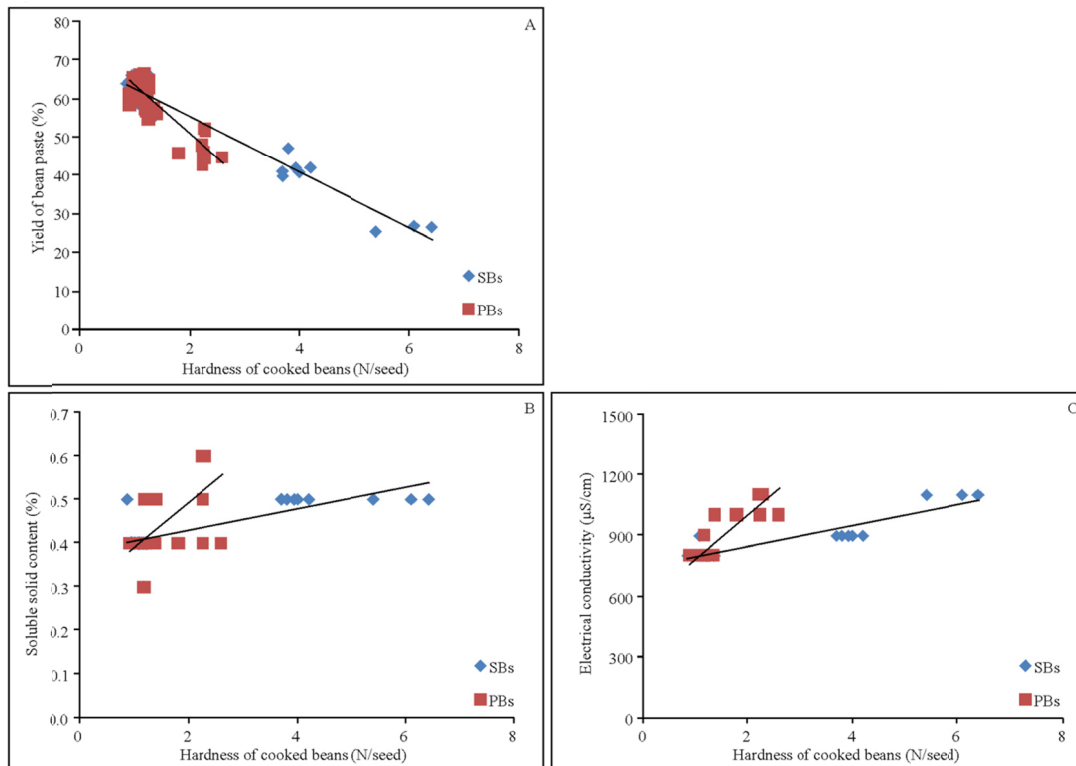 A
80
70
60
50
40
30
20
10
0
Yield of bean paste (%)
SBs
PBs
0 2 4 6 8
Hardness of cooked beans (N/seed)
B
0.7
0.6
0.5
0.4
0.3
0.2
0.1
0.0
Soluble solid content (%)
SBs
PBs
0 2 4 6 8
Hardness of cooked beans (N/seed)
C
1500
1200
900
600
300
0
Electrical conductivity (µS/cm)
SBs
PBs
0 2 4 6 8
Hardness of cooked beans (N/seed)